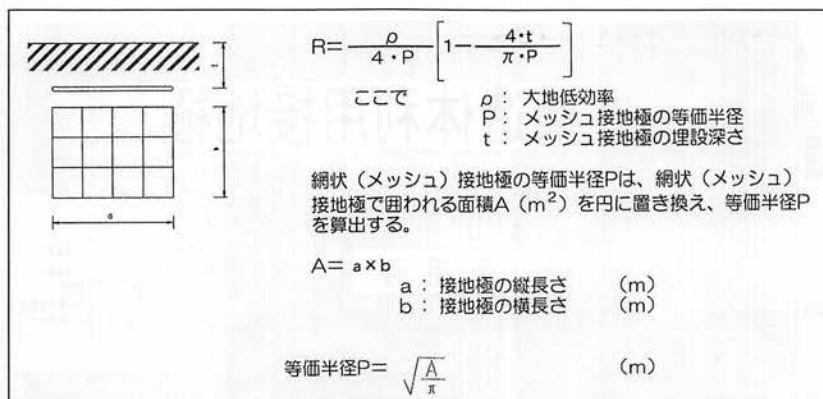 R= ρ / 4・P [1− 4・t / π・P]
ここで ρ: 大地低効率
P: メッシュ接地極の等価半径
t: メッシュ接地極の埋設深さ
網状(メッシュ)接地極の等価半径Pは、網状(メッシュ)
接地極で囲われる面積A(m²)を円に置き換え、等価半径P
を算出する。
A= a×b
a: 接地極の縦長さ (m)
b: 接地極の横長さ (m)
等価半径P= √(A/π) (m)